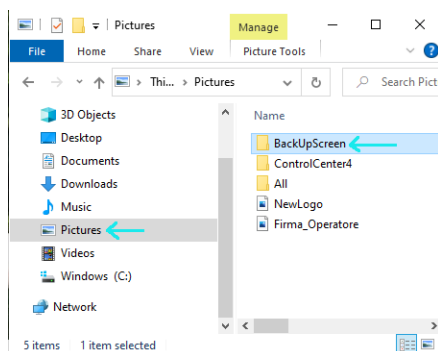 Pictures
Manage
File
Home
Share
View
Picture Tools
Thi...
Pictures
Search Pict
3D Objects
Desktop
Documents
Downloads
Music
Pictures
Videos
Windows (C:)
Network
Name
BackUpScreen
ControlCenter4
All
NewLogo
Firma_Operatore
5 items
1 item selected